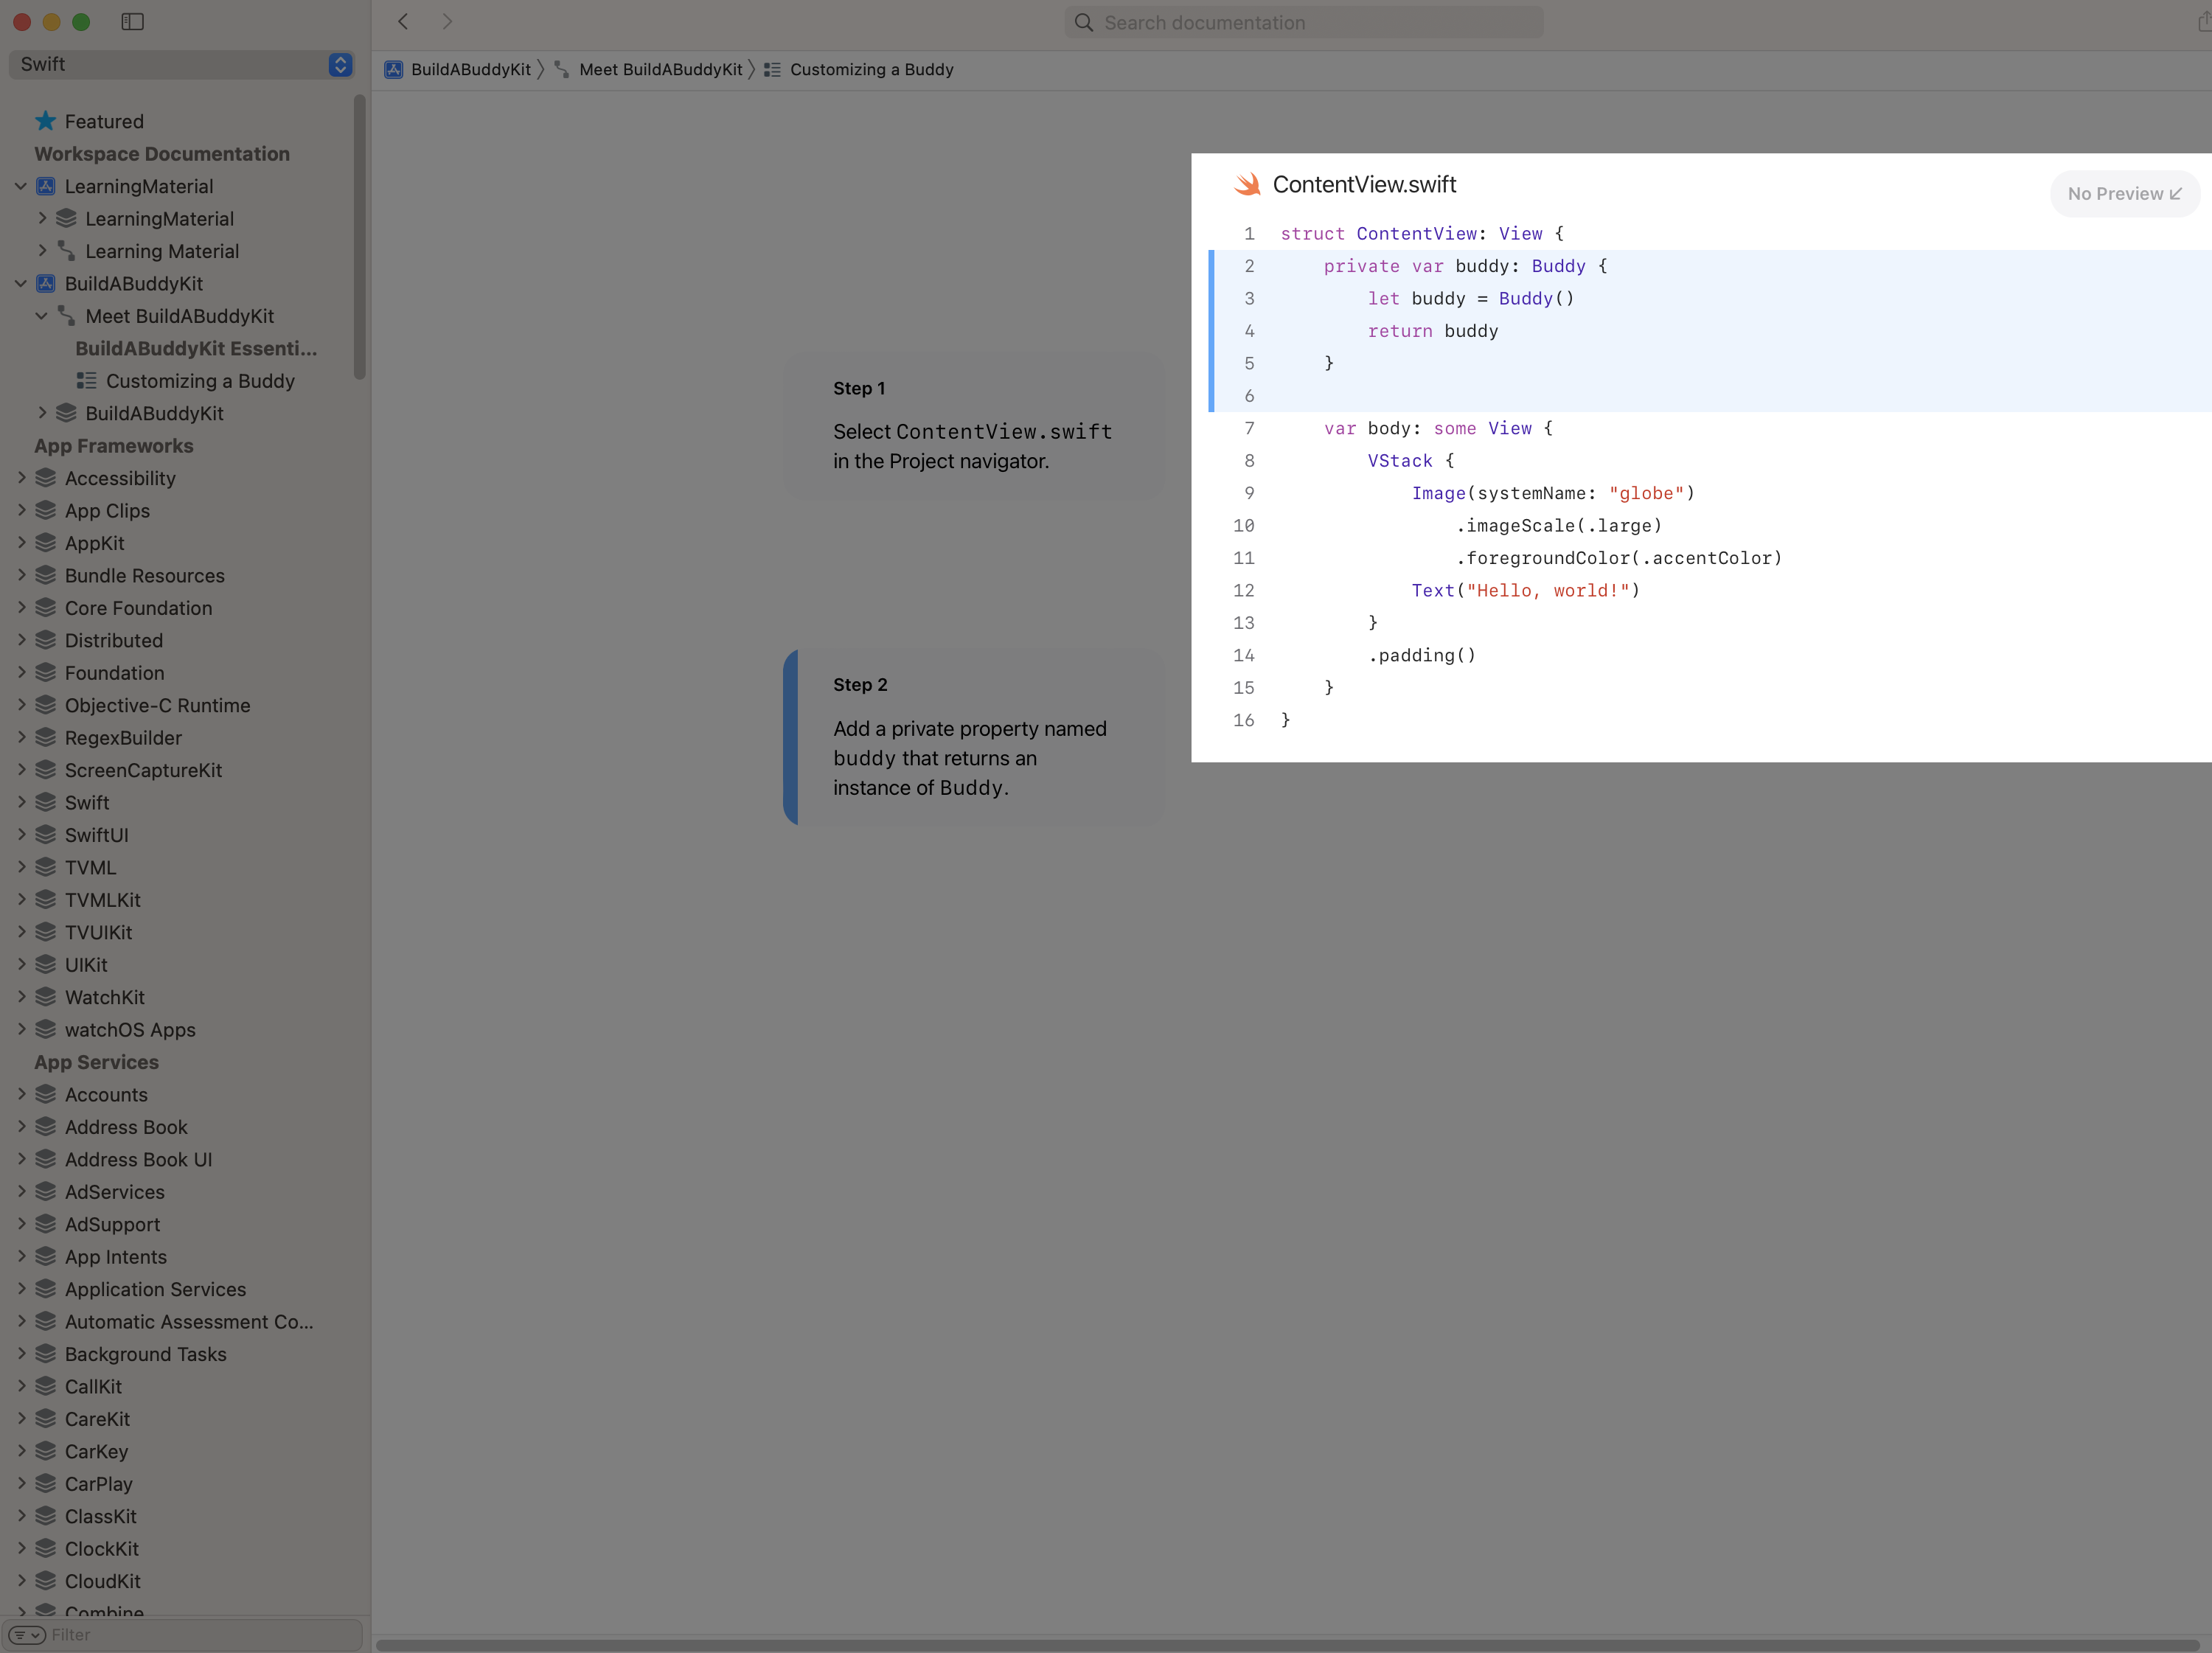 Search documentation
Swift
BuildABuddyKit
Meet BuildABuddyKit
Customizing a Buddy
Featured
Workspace Documentation
LearningMaterial
LearningMaterial
Learning Material
BuildABuddyKit
Meet BuildABuddyKit
BuildABuddyKit Essenti...
Customizing a Buddy
BuildABuddyKit
App Frameworks
Accessibility
App Clips
AppKit
Bundle Resources
Core Foundation
Distributed
Foundation
Objective-C Runtime
RegexBuilder
ScreenCaptureKit
Swift
SwiftUI
TVML
TVMLKit
TVUIKit
UIKit
WatchKit
watchOS Apps
App Services
Accounts
Address Book
Address Book UI
AdServices
AdSupport
App Intents
Application Services
Automatic Assessment Co...
Background Tasks
CallKit
CareKit
CarKey
CarPlay
ClassKit
ClockKit
CloudKit
Combine
Filter
Step 1
Select ContentView.swift
in the Project navigator.
Step 2
Add a private property named
buddy that returns an
instance of Buddy.
ContentView.swift
No Preview
1 struct ContentView: View {
2     private var buddy: Buddy {
3         let buddy = Buddy()
4         return buddy
5     }
6
7     var body: some View {
8         VStack {
9             Image(systemName: "globe")
10                 .imageScale(.large)
11                 .foregroundColor(.accentColor)
12             Text("Hello, world!")
13         }
14         .padding()
15     }
16 }